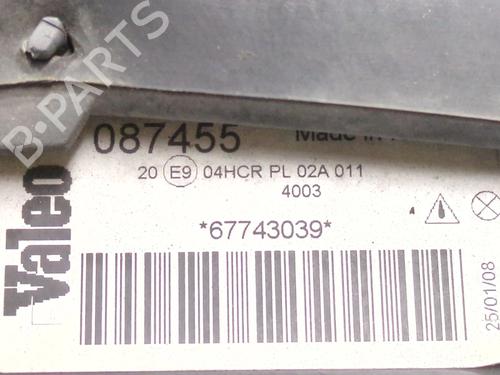 B-PARTS
087455
Made in
20 E9 04HCR PL 02A 011
4003
*67743039*
Valeo
25/01/08